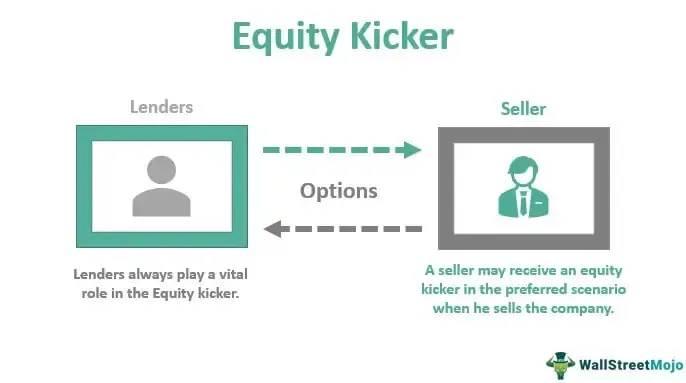 Equity Kicker
Lenders
Seller
Options
Lenders always play a vital
role in the Equity kicker.
A seller may receive an equity
kicker in the preferred scenario
when he sells the company.
WallStreetMojo